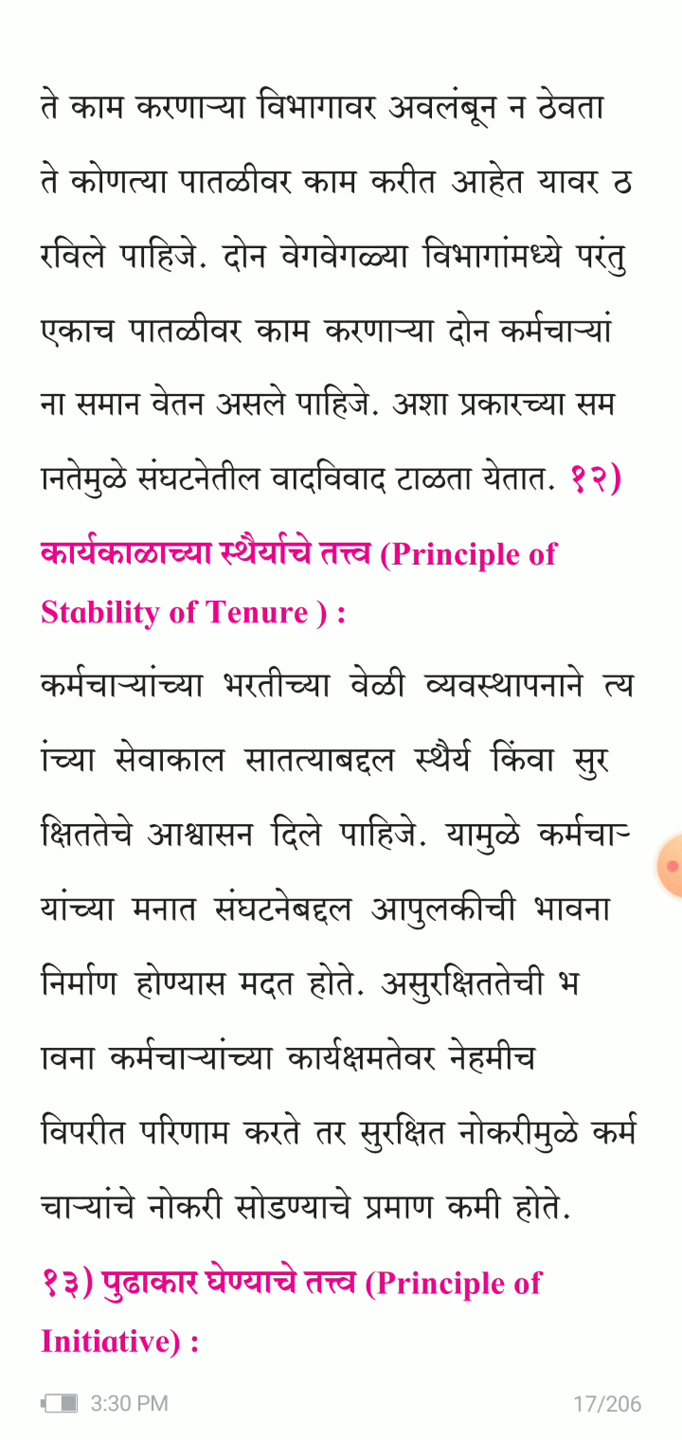 ते काम करणाऱ्या विभागावर अवलंबून न ठेवता
ते कोणत्या पातळीवर काम करीत आहेत यावर ठ
रविले पाहिजे. दोन वेगवेगळ्या विभागांमध्ये परंतु
एकाच पातळीवर काम करणाऱ्या दोन कर्मचाऱ्यां
ना समान वेतन असले पाहिजे. अशा प्रकारच्या सम
ानतेमुळे संघटनेतील वादविवाद टाळता येतात. १२)
कार्यकाळाच्या स्थैर्याचे तत्त्व (Principle of
Stability of Tenure ) :
कर्मचाऱ्यांच्या भरतीच्या वेळी व्यवस्थापनाने त्य
ांच्या सेवाकाल सातत्याबद्दल स्थैर्य किंवा सुर
क्षिततेचे आश्वासन दिले पाहिजे. यामुळे कर्मचाऱ्
यांच्या मनात संघटनेबद्दल आपुलकीची भावना
निर्माण होण्यास मदत होते. असुरक्षिततेची भ
ावना कर्मचाऱ्यांच्या कार्यक्षमतेवर नेहमीच
विपरीत परिणाम करते तर सुरक्षित नोकरीमुळे कर्म
चाऱ्यांचे नोकरी सोडण्याचे प्रमाण कमी होते.
१३) पुढाकार घेण्याचे तत्त्व (Principle of
Initiative) :
3:30 PM 17/206